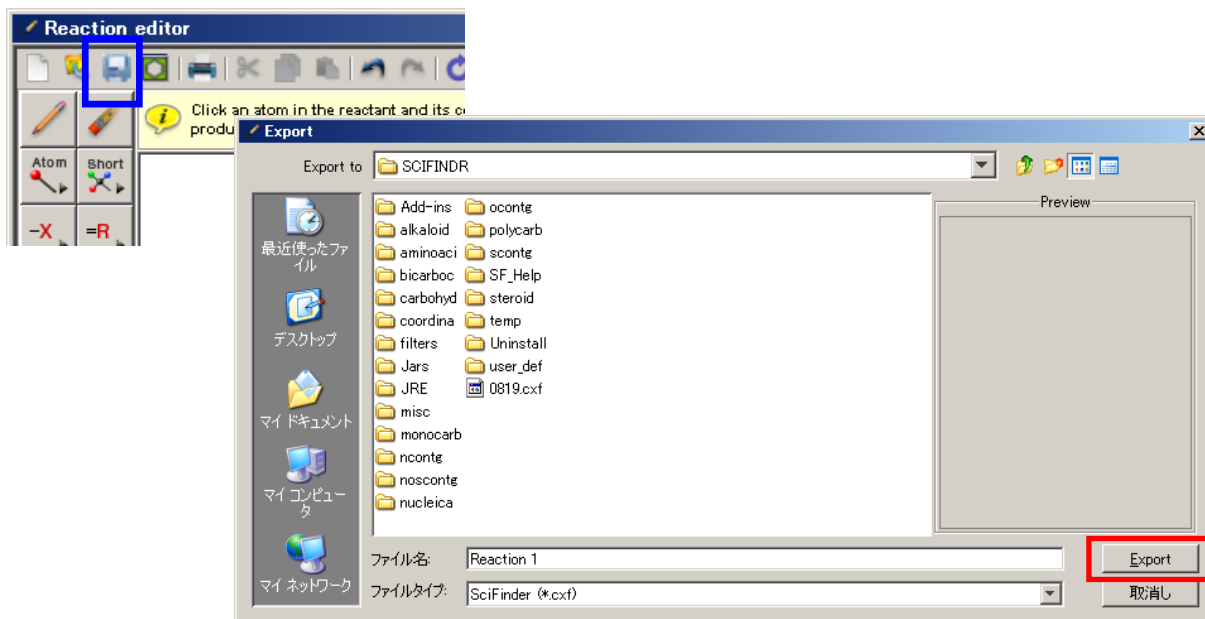 Reaction editor
Click an atom in the reactant and its
produ
Atom
Short
-X
=R
Export
Export to
SCIFINDR
最近使ったファ
イル
デスクトップ
マイ ドキュメント
マイ コンピュー
タ
マイ ネットワーク
Add-ins
alkaloid
aminoaci
bicarboc
carbohyd
coordina
filters
Jars
JRE
misc
monocarb
ncontg
noscontg
nucleica
ocontg
polycarb
scontg
SF_Help
steroid
temp
Uninstall
user_def
0819.cxf
Preview
ファイル名:
Reaction 1
Export
ファイルタイプ:
SciFinder (*.cxf)
取消し